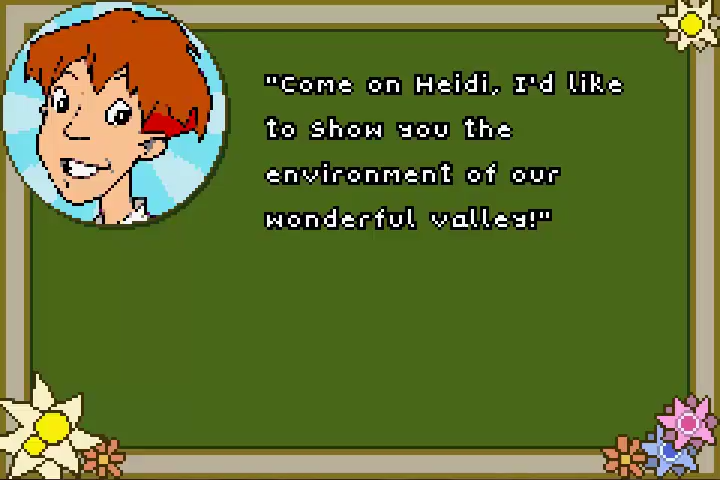 "Come on Heidi, I'd like
to show you the
environment of our
wonderful valley!"